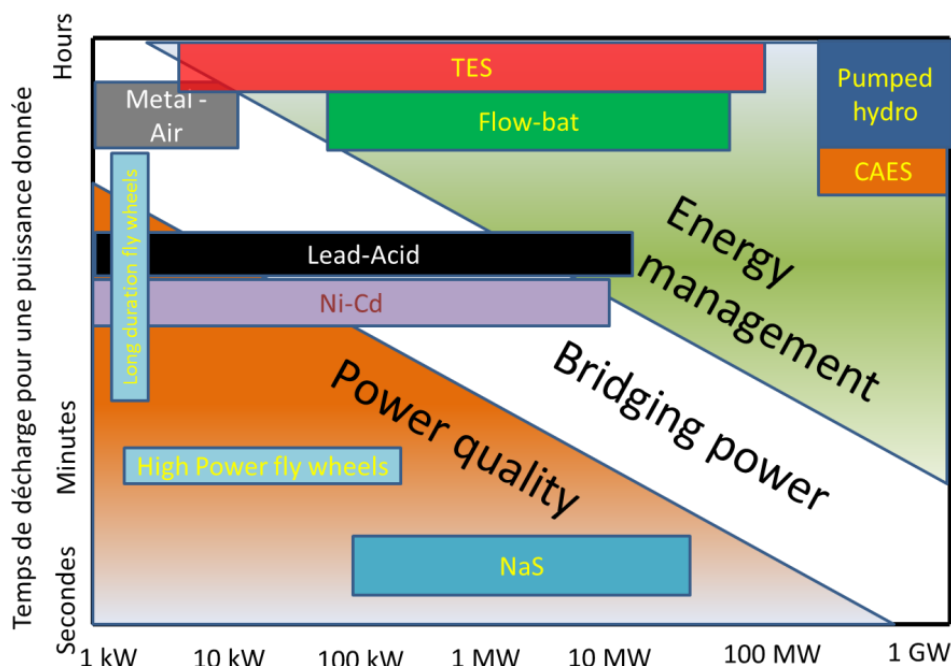 Temps de décharge pour une puissance donnée
Hours
Minutes
Secondes
TES
Metal -
Air
Flow-bat
Pumped
hydro
CAES
Long duration fly wheels
Lead-Acid
Ni-Cd
Energy
management
Bridging power
Power quality
High Power fly wheels
NaS
1 kW
10 kW
100 kW
1 MW
10 MW
100 MW
1 GW